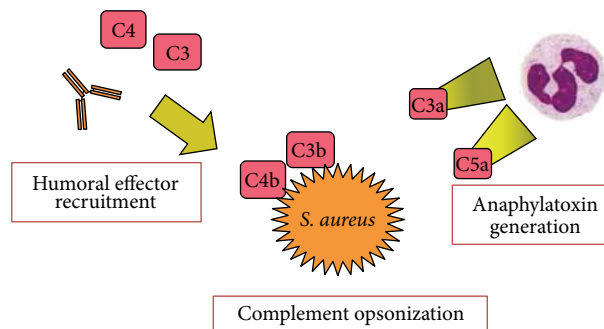 C4
C3
Humoral effector
recruitment
C3b
C4b
S. aureus
Complement opsonization
C3a
C5a
Anaphylatoxin
generation